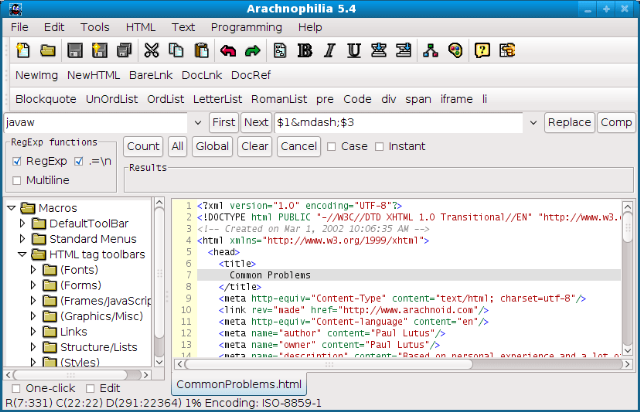 Arachnophilia 5.4
File Edit Tools HTML Text Programming Help
B I U
NewImg NewHTML BareLnk DocLnk DocRef
Blockquote UnOrdList OrdList LetterList RomanList pre Code div span iframe li
javaw First Next $1&mdash;$3 Replace Comp
RegExp functions Count All Global Clear Cancel Case Instant
RegExp .=\n Results
Multiline
Macros
DefaultToolBar
Standard Menus
HTML tag toolbars
(Fonts)
(Forms)
(Frames/JavaScrip
(Graphics/Misc)
Links
Structure/Lists
(Styles)
1 <?xml version="1.0" encoding="UTF-8"?>
2 <!DOCTYPE html PUBLIC "-//W3C//DTD XHTML 1.0 Transitional//EN" "http://www.w3.o
3 <!-- Created on Mar 1, 2002 10:06:35 AM -->
4 <html xmlns="http://www.w3.org/1999/xhtml">
5 <head>
6 <title>
7 Common Problems
8 </title>
9 <meta http-equiv="Content-Type" content="text/html; charset=utf-8"/>
10 <link rev="made" href="http://www.arachnoid.com"/>
11 <meta http-equiv="Content-language" content="en"/>
12 <meta name="author" content="Paul Lutus"/>
13 <meta name="owner" content="Paul Lutus"/>
14 <meta name="description" content="Based on personal experience and a lot of
One-click Edit
CommonProblems.html
R(7:331) C(22:22) D(291:22364) 1% Encoding: ISO-8859-1